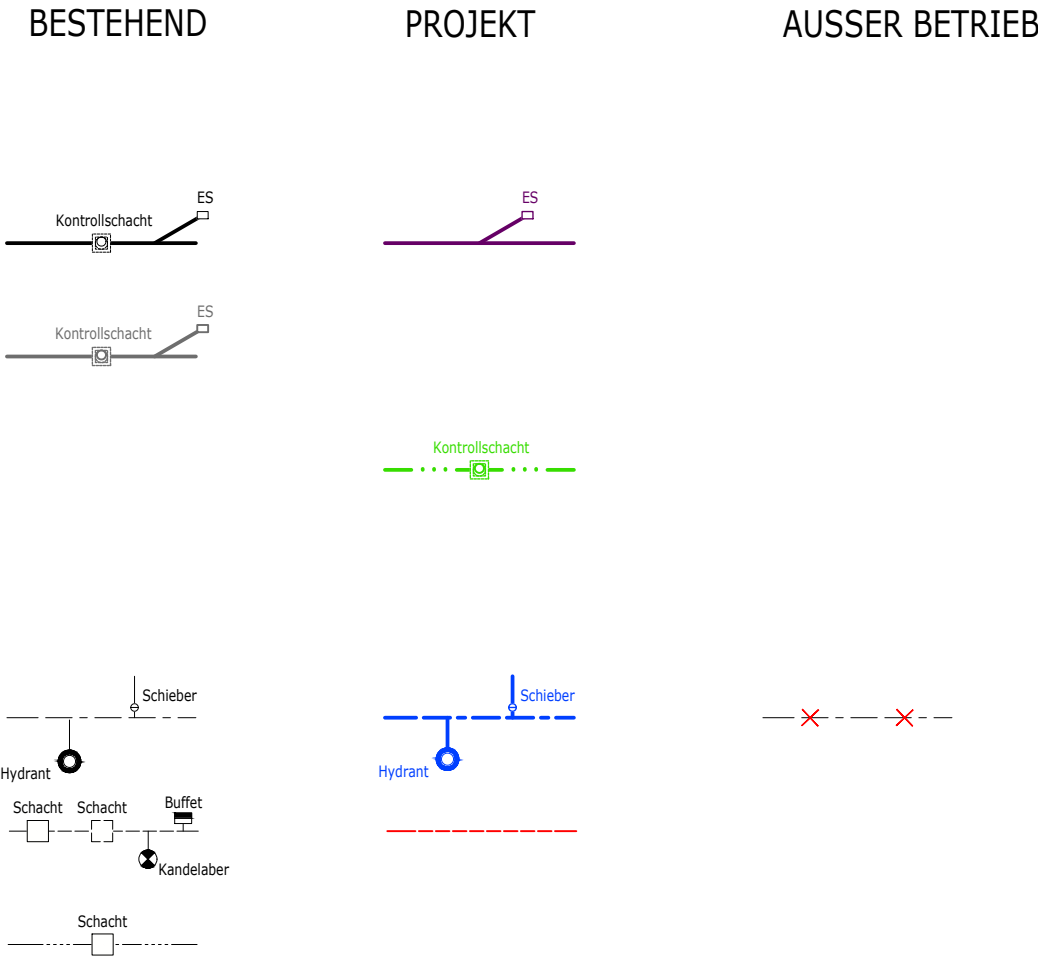 BESTEHEND
PROJEKT
AUSSER BETRIEB
ES
Kontrollschacht
ES
ES
Kontrollschacht
Kontrollschacht
Schieber
Hydrant
Schieber
Hydrant
Schacht
Schacht
Buffet
Kandelaber
Schacht